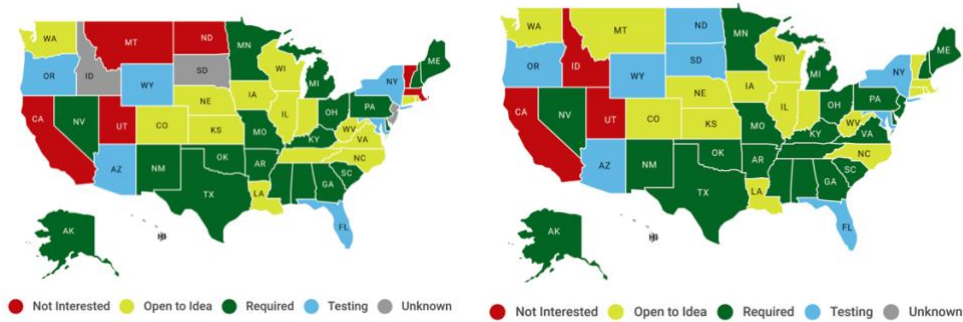 WA
MT
ND
MN
ME
OR
ID
SD
WI
MI
NY
WY
IA
NE
PA
CA
NV
UT
CO
KS
IL
OH
MO
KY
WV
VA
AZ
NM
OK
AR
NC
SC
TX
LA
GA
FL
AK
HI
Not Interested
Open to Idea
Required
Testing
Unknown
WA
MT
ND
MN
ME
OR
ID
SD
WI
MI
NY
WY
IA
NE
PA
CA
NV
UT
CO
KS
IL
OH
MO
KY
WV
VA
AZ
NM
OK
AR
NC
SC
TX
LA
GA
FL
AK
HI
Not Interested
Open to Idea
Required
Testing
Unknown